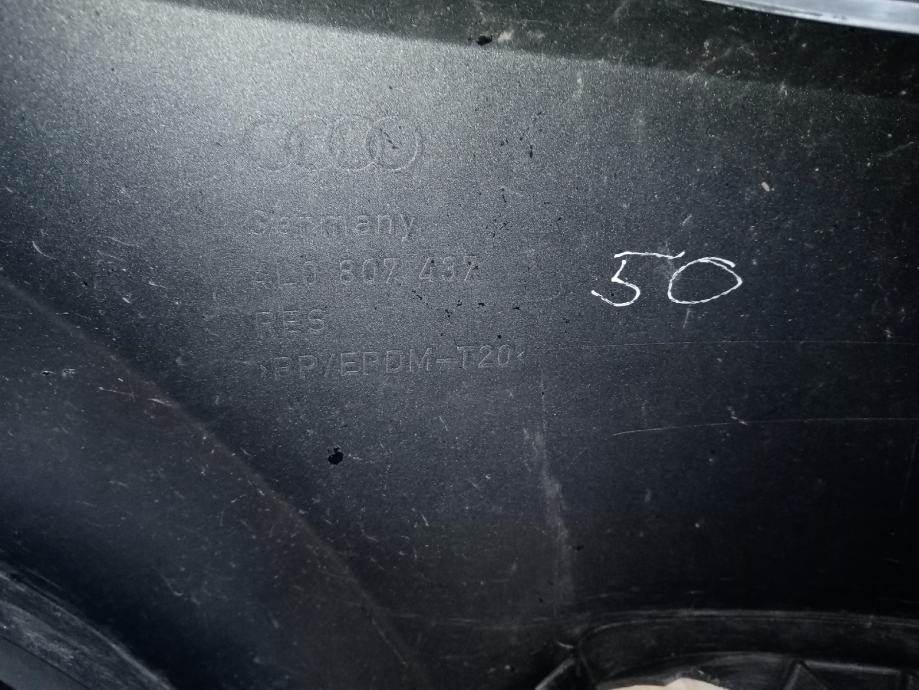 Germany
4L0 807 437
RES
>PP/EPDM-T20<
50